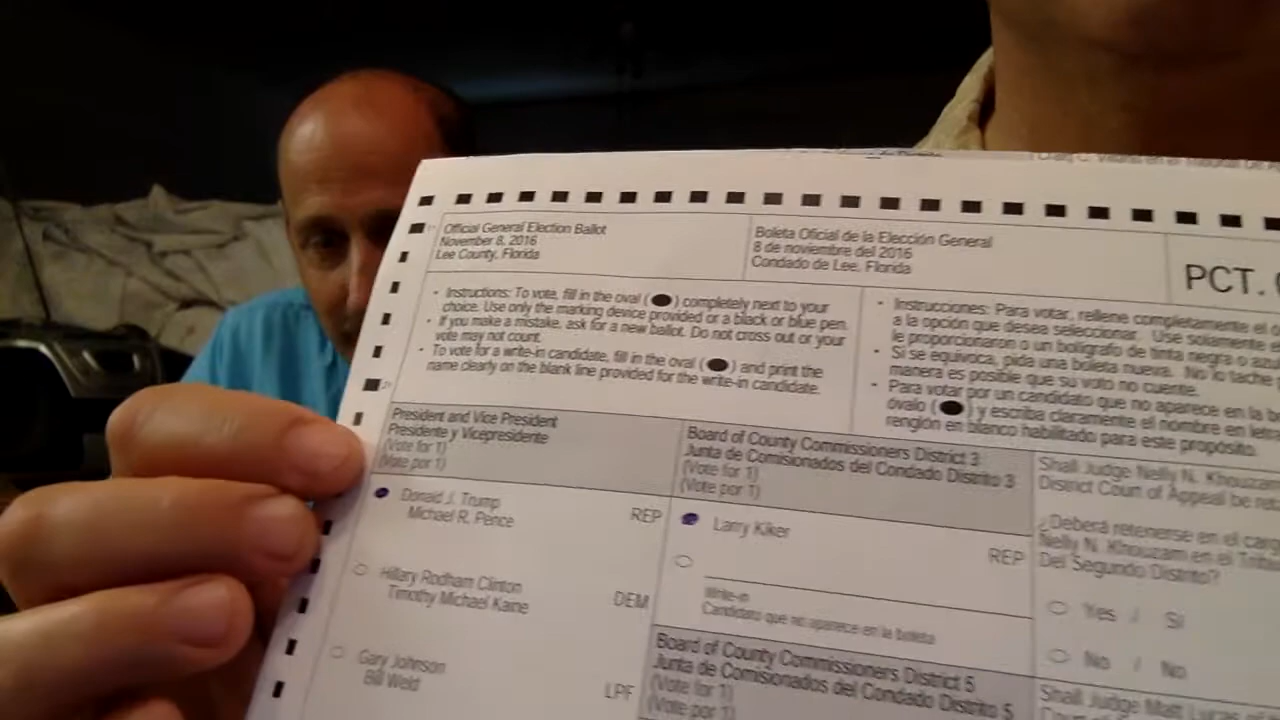 Official General Election Ballot
November 8, 2016
Lee County, Florida
Boleta Oficial de la Elección General
8 de noviembre del 2016
Condado de Lee, Florida
PCT.
• Instructions: To vote, fill in the oval ( ) completely next to your
choice. Use only the marking device provided or a black or blue pen.
• If you make a mistake, ask for a new ballot. Do not cross out or your
vote may not count.
• To vote for a write-in candidate, fill in the oval ( ) and print the
name clearly on the blank line provided for the write-in candidate.
• Instrucciones: Para votar, rellene completamente el
a la opción que desea seleccionar. Use solamente
le proporcionaron o un bolígrafo de tinta negra o
• Si se equivoca, pida una boleta nueva. No lo tache
manera es posible que su voto no cuente.
• Para votar por un candidato que no aparece en la
óvalo ( ) y escriba claramente el nombre en
renglón en blanco habilitado para este propósito.
President and Vice President
Presidente y Vicepresidente
(Vote for 1)
(Vote por 1)
Donald J. Trump
Michael R. Pence
REP
Hillary Rodham Clinton
Timothy Michael Kaine
DEM
Gary Johnson
Bill Weld
LPF
Board of County Commissioners District 3
Junta de Comisionados del Condado Distrito 3
(Vote for 1)
(Vote por 1)
Larry Kiker
REP
Write-in
Candidato que no aparece en la boleta
Board of County Commissioners District 5
Junta de Comisionados del Condado Distrito 5
(Vote for 1)
(Vote por 1)
Shall Judge Nelly N. Khouzam
District Court of Appeal be
¿Deberá retenerse en el
Nelly N. Khouzam en el
Del Segundo Distrito?
Yes / Sí
No / No
Shall Judge Matt